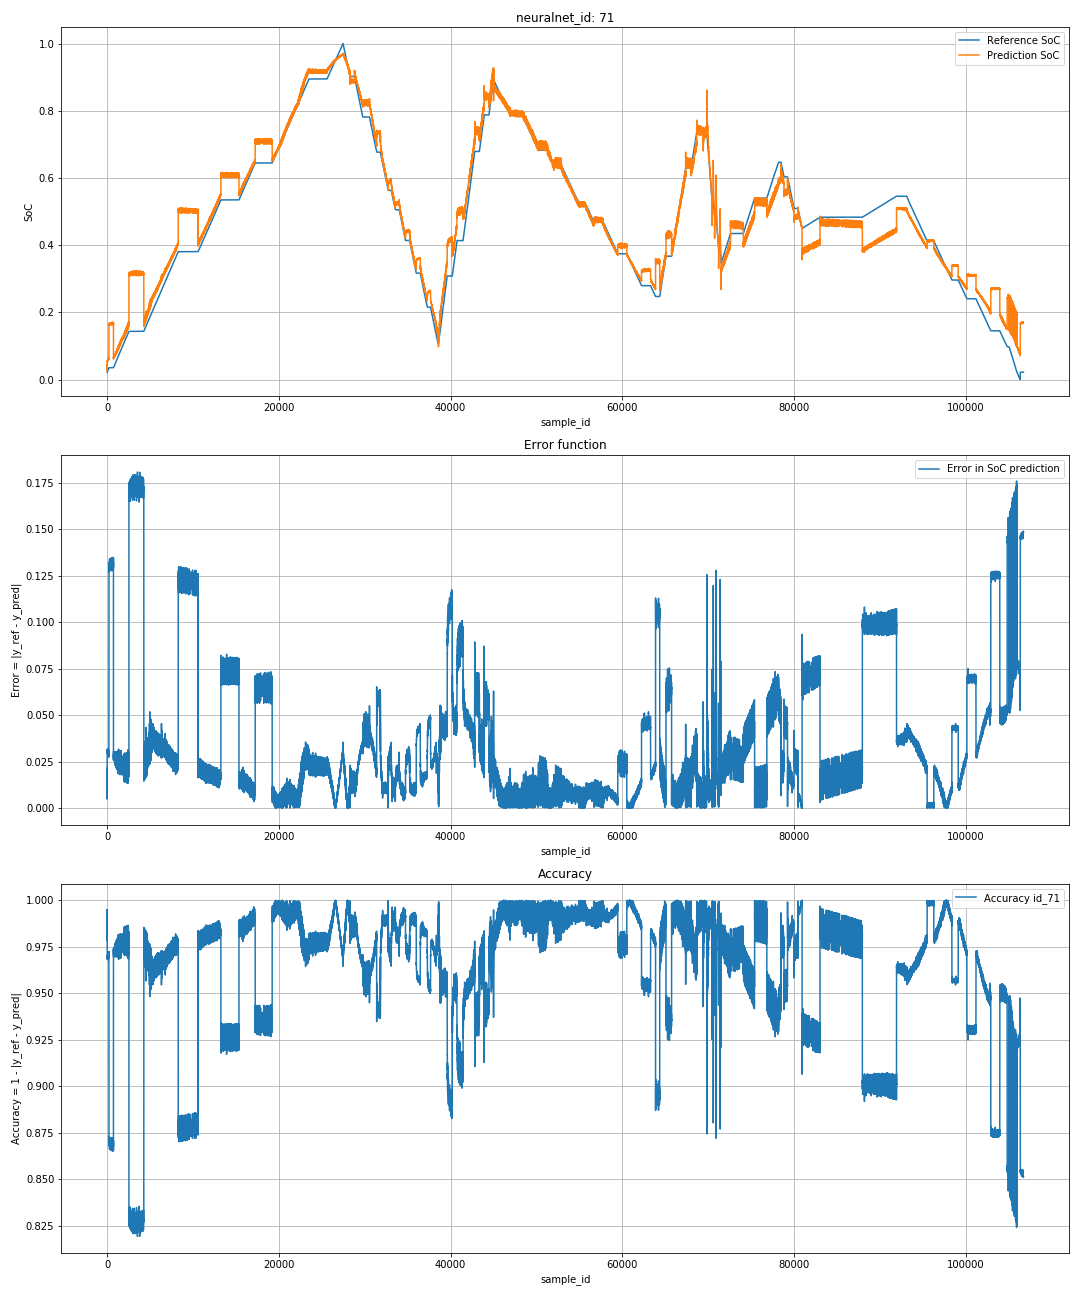 neuralnet_id: 71
1.0
0.8
0.6
0.4
0.2
0.0
SoC
Reference SoC
Prediction SoC
0 20000 40000 60000 80000 100000
sample_id
Error function
0.175
0.150
0.125
0.100
0.075
0.050
0.025
0.000
Error = |y_ref - y_pred|
Error in SoC prediction
0 20000 40000 60000 80000 100000
sample_id
Accuracy
1.000
0.975
0.950
0.925
0.900
0.875
0.850
0.825
Accuracy = 1 - |y_ref - y_pred|
Accuracy id_71
0 20000 40000 60000 80000 100000
sample_id